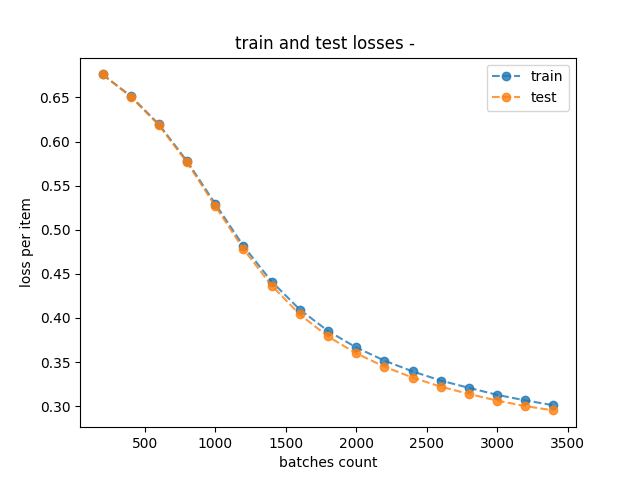 train and test losses -
train
test
loss per item
0.65
0.60
0.55
0.50
0.45
0.40
0.35
0.30
500 1000 1500 2000 2500 3000 3500
batches count